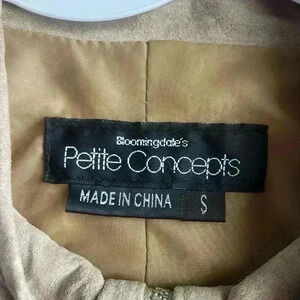 Bloomingdale's
Petite Concepts
MADE IN CHINA S